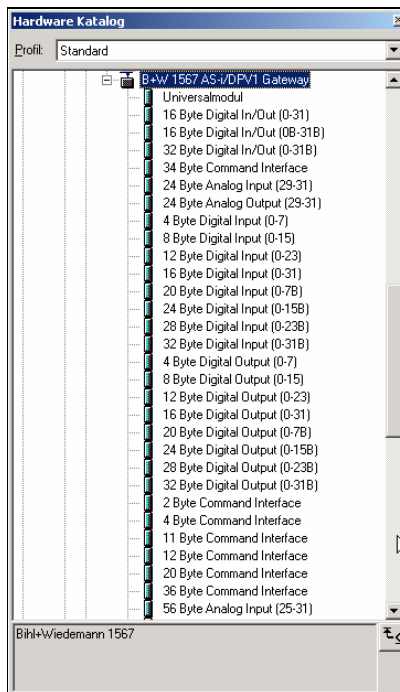 Hardware Katalog
Profil: Standard
B+W 1567 AS-i/DPV1 Gateway
Universalmodul
16 Byte Digital In/Out (0-31)
16 Byte Digital In/Out (0B-31B)
32 Byte Digital In/Out (0-31B)
34 Byte Command Interface
24 Byte Analog Input (29-31)
24 Byte Analog Output (29-31)
4 Byte Digital Input (0-7)
8 Byte Digital Input (0-15)
12 Byte Digital Input (0-23)
16 Byte Digital Input (0-31)
20 Byte Digital Input (0-7B)
24 Byte Digital Input (0-15B)
28 Byte Digital Input (0-23B)
32 Byte Digital Input (0-31B)
4 Byte Digital Output (0-7)
8 Byte Digital Output (0-15)
12 Byte Digital Output (0-23)
16 Byte Digital Output (0-31)
20 Byte Digital Output (0-7B)
24 Byte Digital Output (0-15B)
28 Byte Digital Output (0-23B)
32 Byte Digital Output (0-31B)
2 Byte Command Interface
4 Byte Command Interface
11 Byte Command Interface
12 Byte Command Interface
20 Byte Command Interface
36 Byte Command Interface
56 Byte Analog Input (25-31)
Bihl+Wiedemann 1567